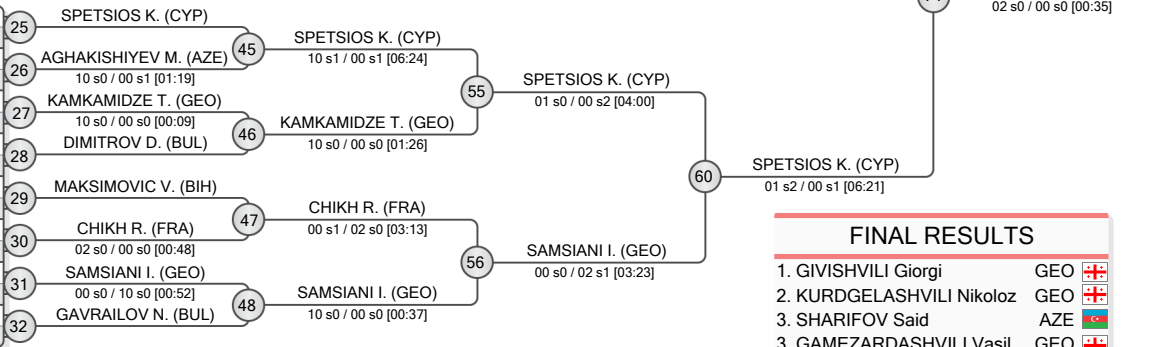 02 s0 / 00 s0 [00:35]
25
SPETSIOS K. (CYP)
26
AGHAKISHIYEV M. (AZE)
10 s0 / 00 s1 [01:19]
27
KAMKAMIDZE T. (GEO)
10 s0 / 00 s0 [00:09]
28
DIMITROV D. (BUL)
29
MAKSIMOVIC V. (BIH)
30
CHIKH R. (FRA)
02 s0 / 00 s0 [00:48]
31
SAMSIANI I. (GEO)
00 s0 / 10 s0 [00:52]
32
GAVRAILOV N. (BUL)
45
SPETSIOS K. (CYP)
10 s1 / 00 s1 [06:24]
46
KAMKAMIDZE T. (GEO)
10 s0 / 00 s0 [01:26]
47
CHIKH R. (FRA)
00 s1 / 02 s0 [03:13]
48
SAMSIANI I. (GEO)
10 s0 / 00 s0 [00:37]
55
SPETSIOS K. (CYP)
01 s0 / 00 s2 [04:00]
56
SAMSIANI I. (GEO)
00 s0 / 02 s1 [03:23]
60
SPETSIOS K. (CYP)
01 s2 / 00 s1 [06:21]
FINAL RESULTS
1. GIVISHVILI Giorgi GEO
2. KURDGELASHVILI Nikoloz GEO
3. SHARIFOV Said AZE
3. GAMEZARDASHVILI Vasil GEO